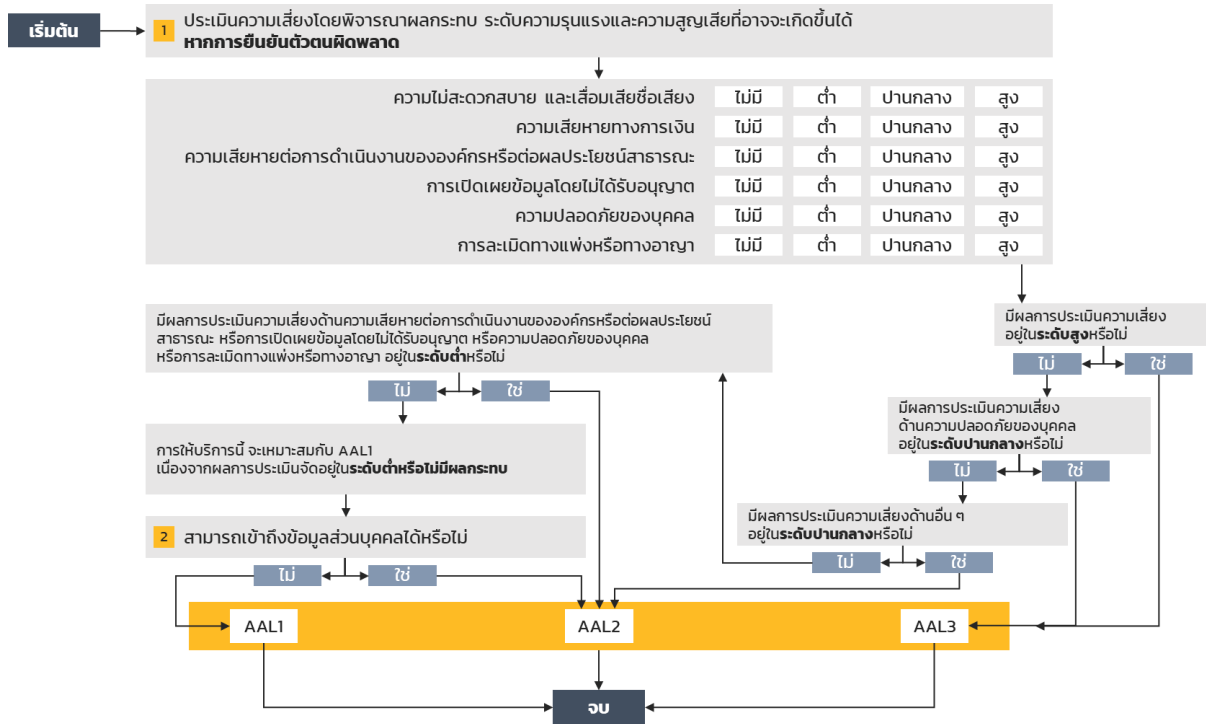 เริ่มต้น
1 ประเมินความเสี่ยงโดยพิจารณาผลกระทบ ระดับความรุนแรงและความสูญเสียที่อาจจะเกิดขึ้นได้
หากการยืนยันตัวตนผิดพลาด
ความไม่สะดวกสบาย และเสื่อมเสียชื่อเสียง ไม่มี ต่ำ ปานกลาง สูง
ความเสียหายทางการเงิน ไม่มี ต่ำ ปานกลาง สูง
ความเสียหายต่อการดำเนินงานขององค์กรหรือต่อผลประโยชน์สาธารณะ ไม่มี ต่ำ ปานกลาง สูง
การเปิดเผยข้อมูลโดยไม่ได้รับอนุญาต ไม่มี ต่ำ ปานกลาง สูง
ความปลอดภัยของบุคคล ไม่มี ต่ำ ปานกลาง สูง
การละเมิดทางแพ่งหรือทางอาญา ไม่มี ต่ำ ปานกลาง สูง
มีผลการประเมินความเสี่ยง
อยู่ในระดับสูงหรือไม่
ไม่ ใช่
มีผลการประเมินความเสี่ยง
ด้านความปลอดภัยของบุคคล
อยู่ในระดับปานกลางหรือไม่
ไม่ ใช่
มีผลการประเมินความเสี่ยงด้านอื่น ๆ
อยู่ในระดับปานกลางหรือไม่
ไม่ ใช่
มีผลการประเมินความเสี่ยงด้านความเสียหายต่อการดำเนินงานขององค์กรหรือต่อผลประโยชน์
สาธารณะ หรือการเปิดเผยข้อมูลโดยไม่ได้รับอนุญาต หรือความปลอดภัยของบุคคล
หรือการละเมิดทางแพ่งหรือทางอาญา อยู่ในระดับต่ำหรือไม่
ไม่ ใช่
การให้บริการนี้ จะเหมาะสมกับ AAL1
เนื่องจากผลการประเมินจัดอยู่ในระดับต่ำหรือไม่มีผลกระทบ
2 สามารถเข้าถึงข้อมูลส่วนบุคคลได้หรือไม่
ไม่ ใช่
AAL1 AAL2 AAL3
จบ